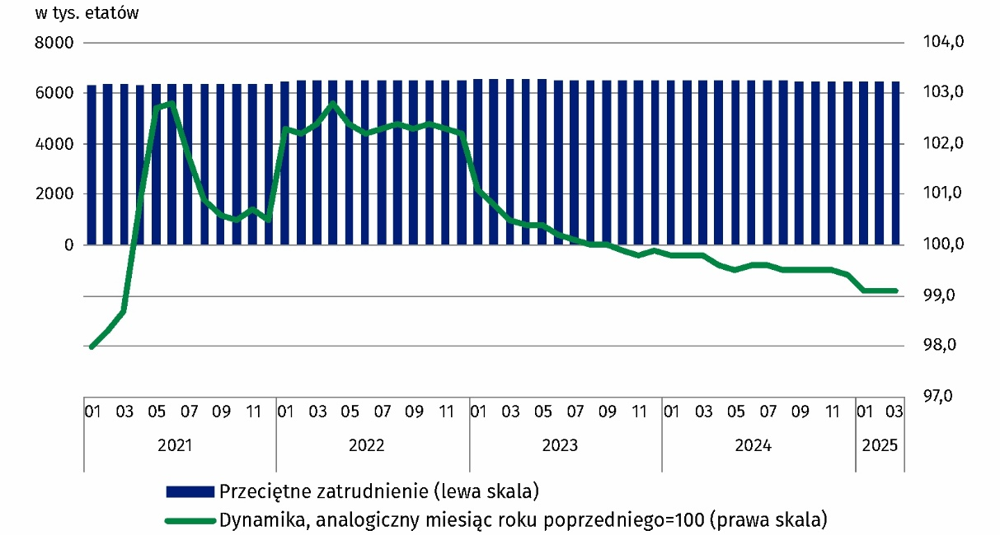 w tys. etatów
8000 104,0
6000 103,0
4000 102,0
2000 101,0
0 100,0
99,0
98,0
97,0
01 03 05 07 09 11 01 03 05 07 09 11 01 03 05 07 09 11 01 03 05 07 09 11 01 03
2021 2022 2023 2024 2025
Przeciętne zatrudnienie (lewa skala)
Dynamika, analogiczny miesiąc roku poprzedniego=100 (prawa skala)